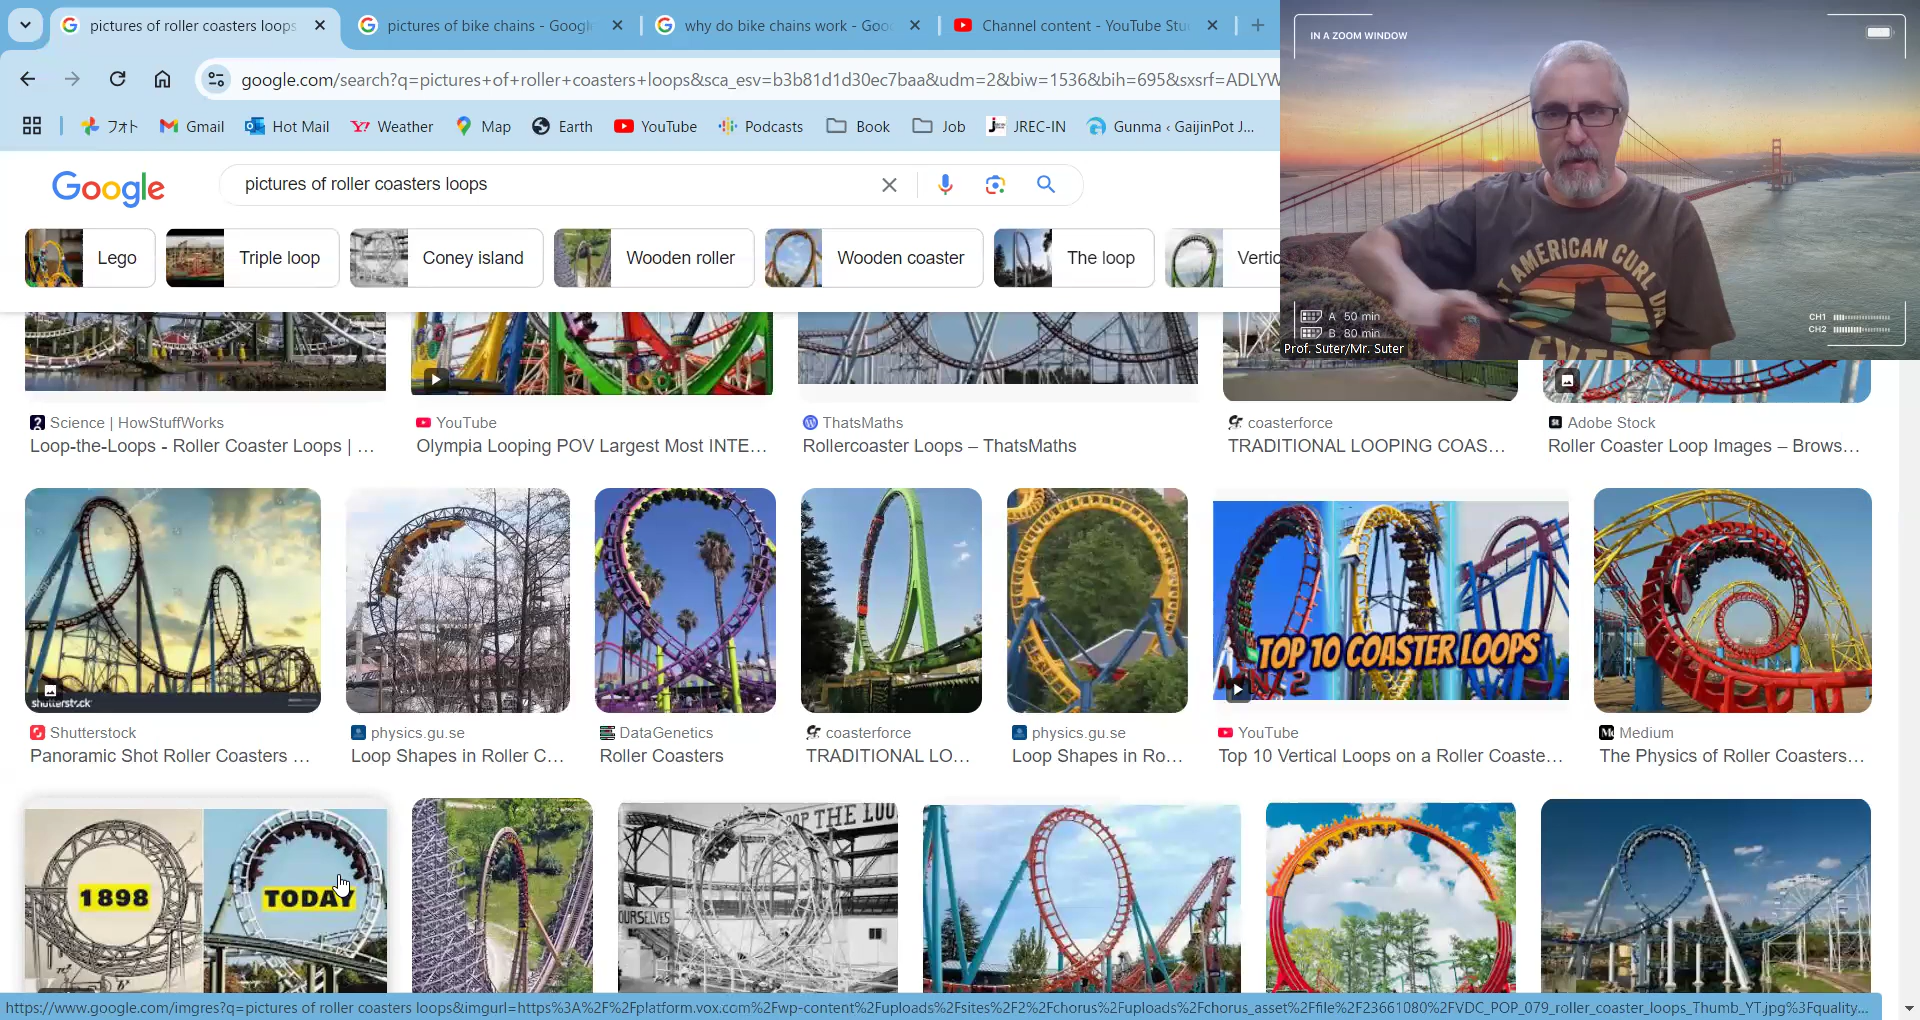 pictures of roller coasters loops
pictures of bike chains - Google
why do bike chains work - Goo
Channel content - YouTube Stu
google.com/search?q=pictures+of+roller+coasters+loops&sca_esv=b3b81d1d30ec7baa&udm=2&biw=1536&bih=695&sxsrf=ADLYW
フォト
Gmail
Hot Mail
Weather
Map
Earth
YouTube
Podcasts
Book
Job
JREC-IN
Gunma ‹ GaijinPot J...
IN A ZOOM WINDOW
Google
pictures of roller coasters loops
Lego
Triple loop
Coney island
Wooden roller
Wooden coaster
The loop
Vertic
AMERICAN CURL DA
EVER
A 50 min
B 80 min
CH1
CH2
Prof. Suter/Mr. Suter
Science | HowStuffWorks
Loop-the-Loops - Roller Coaster Loops | ...
YouTube
Olympia Looping POV Largest Most INTE...
ThatsMaths
Rollercoaster Loops – ThatsMaths
coasterforce
TRADITIONAL LOOPING COAS...
Adobe Stock
Roller Coaster Loop Images – Brows...
shutterstock
TOP 10 COASTER LOOPS
Shutterstock
Panoramic Shot Roller Coasters ...
physics.gu.se
Loop Shapes in Roller C...
DataGenetics
Roller Coasters
coasterforce
TRADITIONAL LO...
physics.gu.se
Loop Shapes in Ro...
YouTube
Top 10 Vertical Loops on a Roller Coaste...
Medium
The Physics of Roller Coasters...
1898
TODAY
OP THE LOO
OURSELVES
https://www.google.com/imgres?q=pictures of roller coasters loops&imgurl=https%3A%2F%2Fplatform.vox.com%2Fwp-content%2Fuploads%2Fsites%2F2%2Fchorus%2Fuploads%2Fchorus_asset%2Ffile%2F23661080%2FVDC_POP_079_roller_coaster_loops_Thumb_YT.jpg%3Fquality...